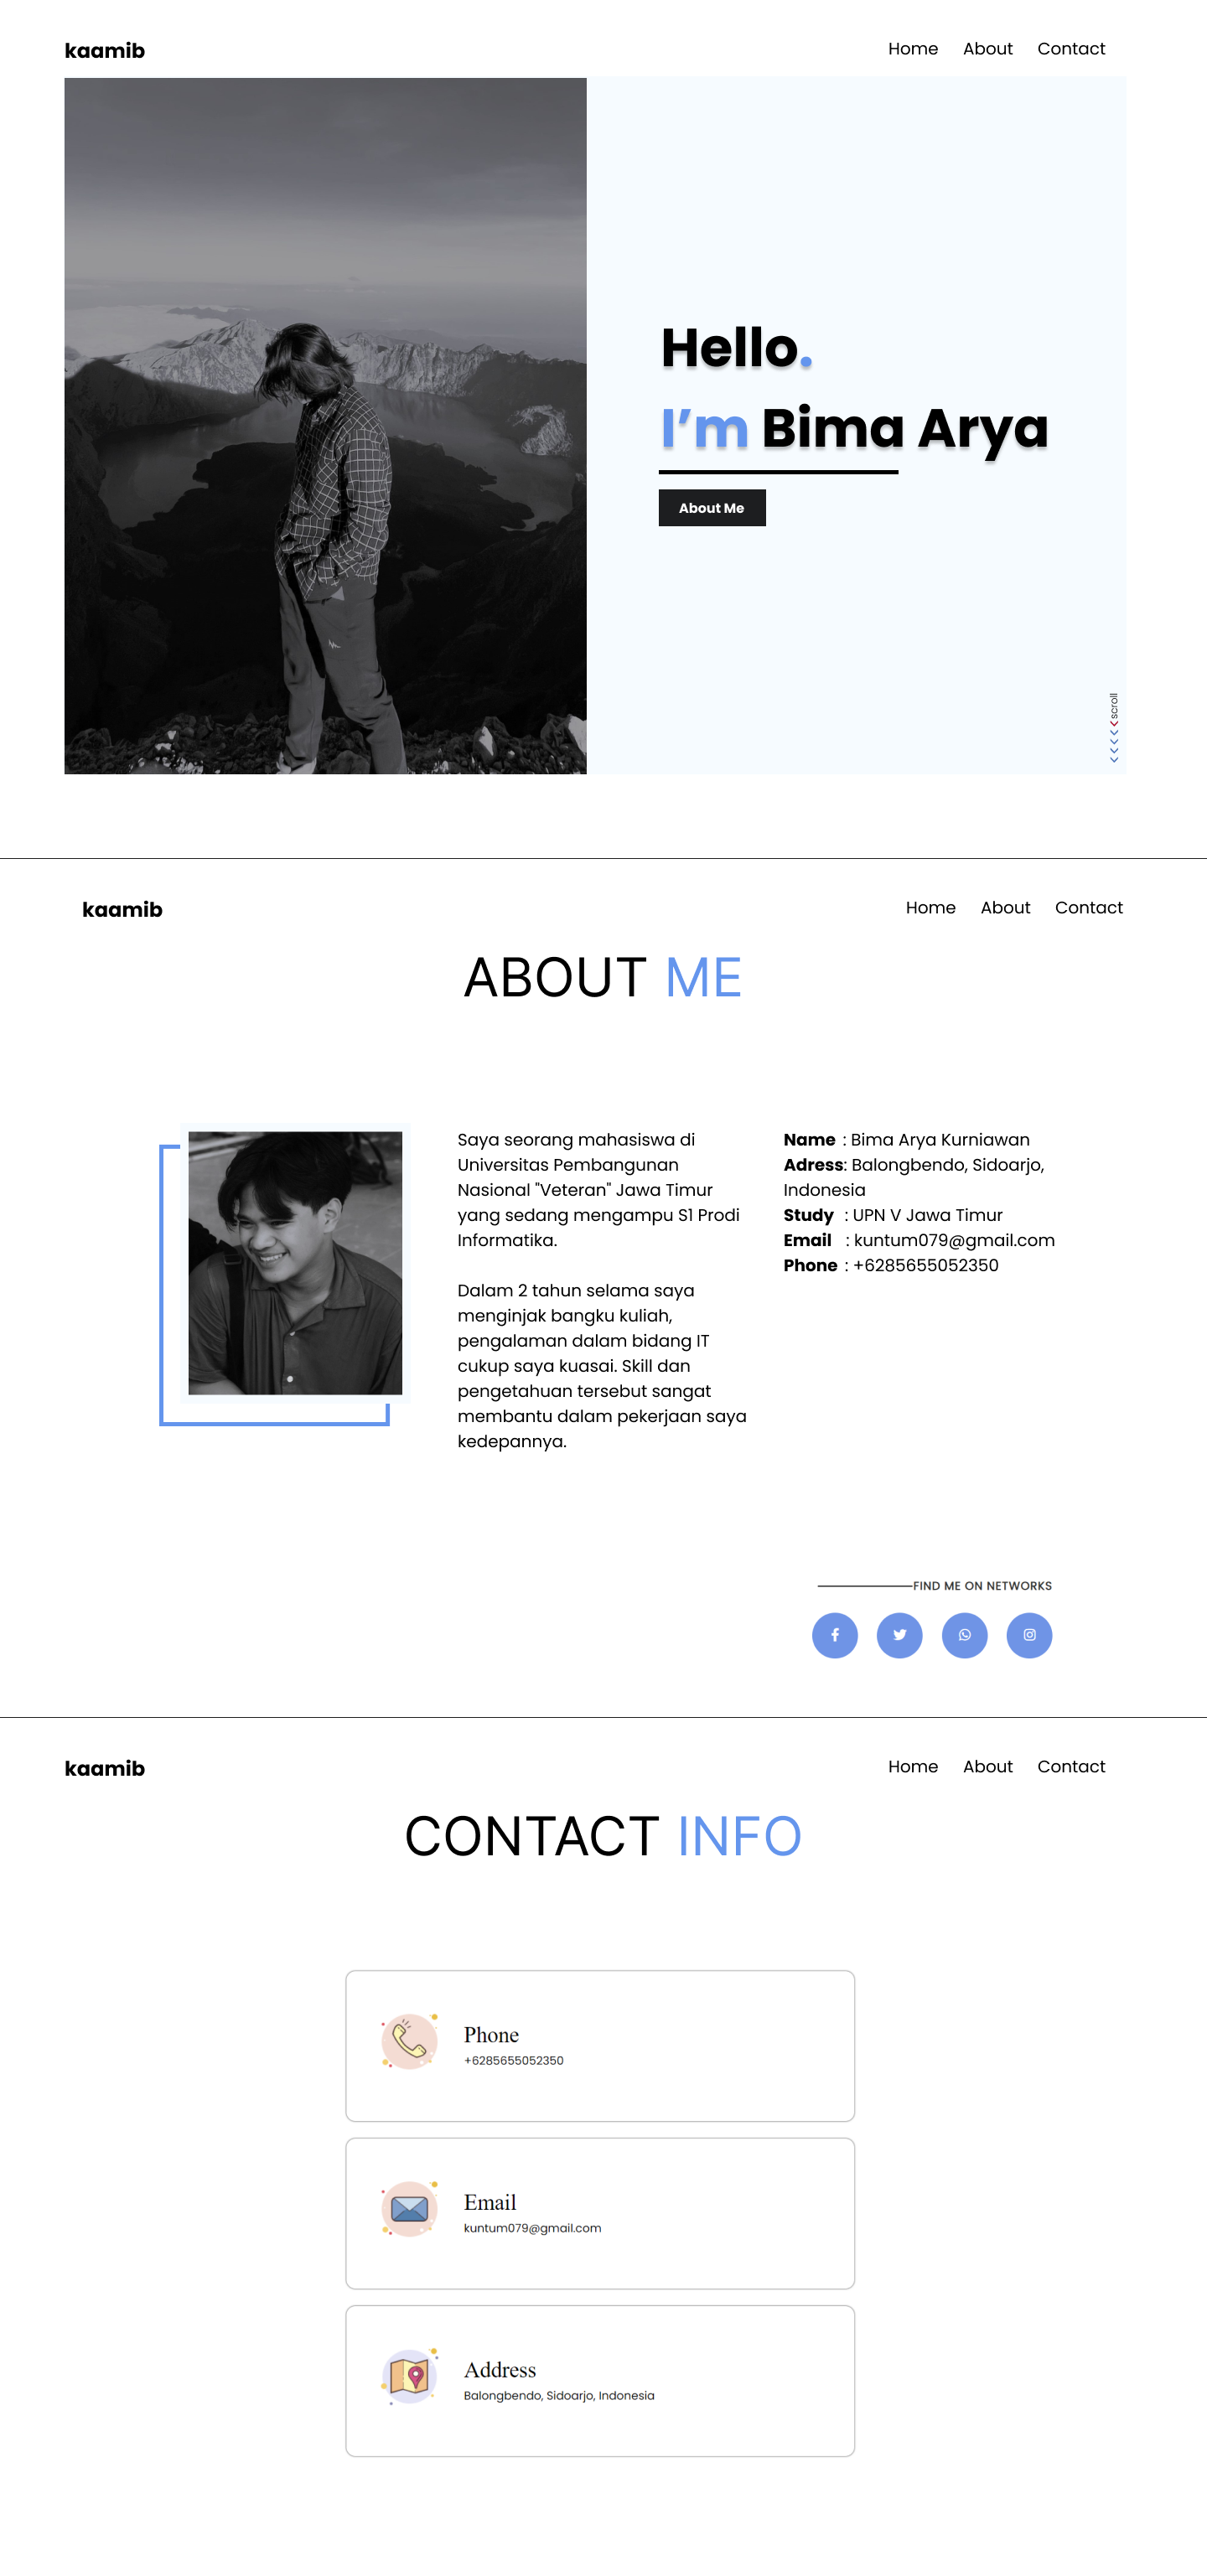 kaamib
Home About Contact
Hello.
I’m Bima Arya
About Me
scroll
kaamib
Home About Contact
ABOUT ME
Saya seorang mahasiswa di
Universitas Pembangunan
Nasional "Veteran" Jawa Timur
yang sedang mengampu S1 Prodi
Informatika.
Dalam 2 tahun selama saya
menginjak bangku kuliah,
pengalaman dalam bidang IT
cukup saya kuasai. Skill dan
pengetahuan tersebut sangat
membantu dalam pekerjaan saya
kedepannya.
Name : Bima Arya Kurniawan
Adress: Balongbendo, Sidoarjo,
Indonesia
Study : UPN V Jawa Timur
Email : kuntum079@gmail.com
Phone : +6285655052350
FIND ME ON NETWORKS
kaamib
Home About Contact
CONTACT INFO
Phone
+6285655052350
Email
kuntum079@gmail.com
Address
Balongbendo, Sidoarjo, Indonesia